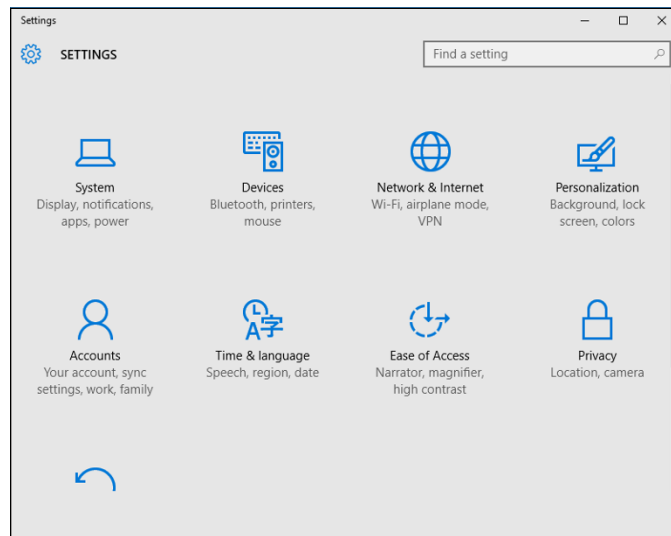 Settings
SETTINGS
Find a setting
System
Display, notifications,
apps, power
Devices
Bluetooth, printers,
mouse
Network & Internet
Wi-Fi, airplane mode,
VPN
Personalization
Background, lock
screen, colors
Accounts
Your account, sync
settings, work, family
Time & language
Speech, region, date
Ease of Access
Narrator, magnifier,
high contrast
Privacy
Location, camera